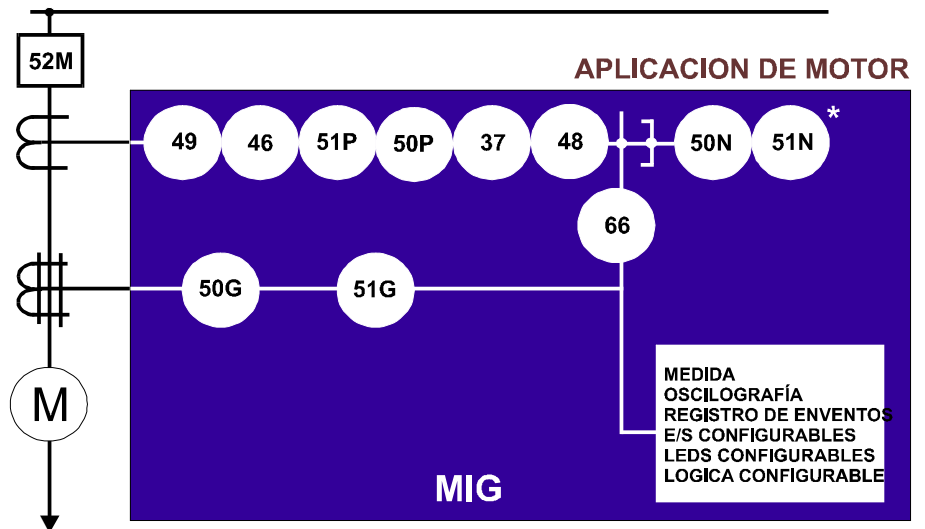 52M
APLICACION DE MOTOR
49 46 51P 50P 37 48 50N 51N *
66
50G 51G
M
MEDIDA
OSCILOGRAFÍA
REGISTRO DE ENVENTOS
E/S CONFIGURABLES
LEDS CONFIGURABLES
LOGICA CONFIGURABLE
MIG